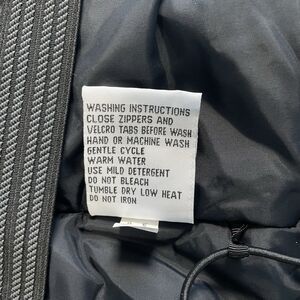 WASHING INSTRUCTIONS
CLOSE ZIPPERS AND
VELCRO TABS BEFORE WASH
HAND OR MACHINE WASH
GENTLE CYCLE
WARM WATER
USE MILD DETERGENT
DO NOT BLEACH
TUMBLE DRY LOW HEAT
DO NOT IRON